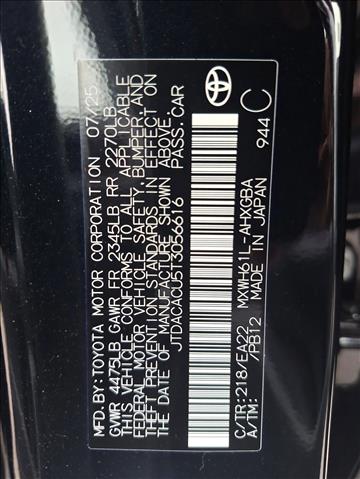 MFD.BY:TOYOTA MOTOR CORPORATION 07/25
GVWR 4475LB GAWR FR 2345LB RR 2270LB
THIS VEHICLE CONFORMS TO ALL APPLICABLE
FEDERAL MOTOR VEHICLE SAFETY, BUMPER, AND
THEFT PREVENTION STANDARDS IN EFFECT ON
THE DATE OF MANUFACTURE SHOWN ABOVE.
JTDACACU5T3056616 PASS.CAR
C/TR:218/EA22 MXWH61L-AHXGBA
A/TM: /PB12 MADE IN JAPAN 944 C